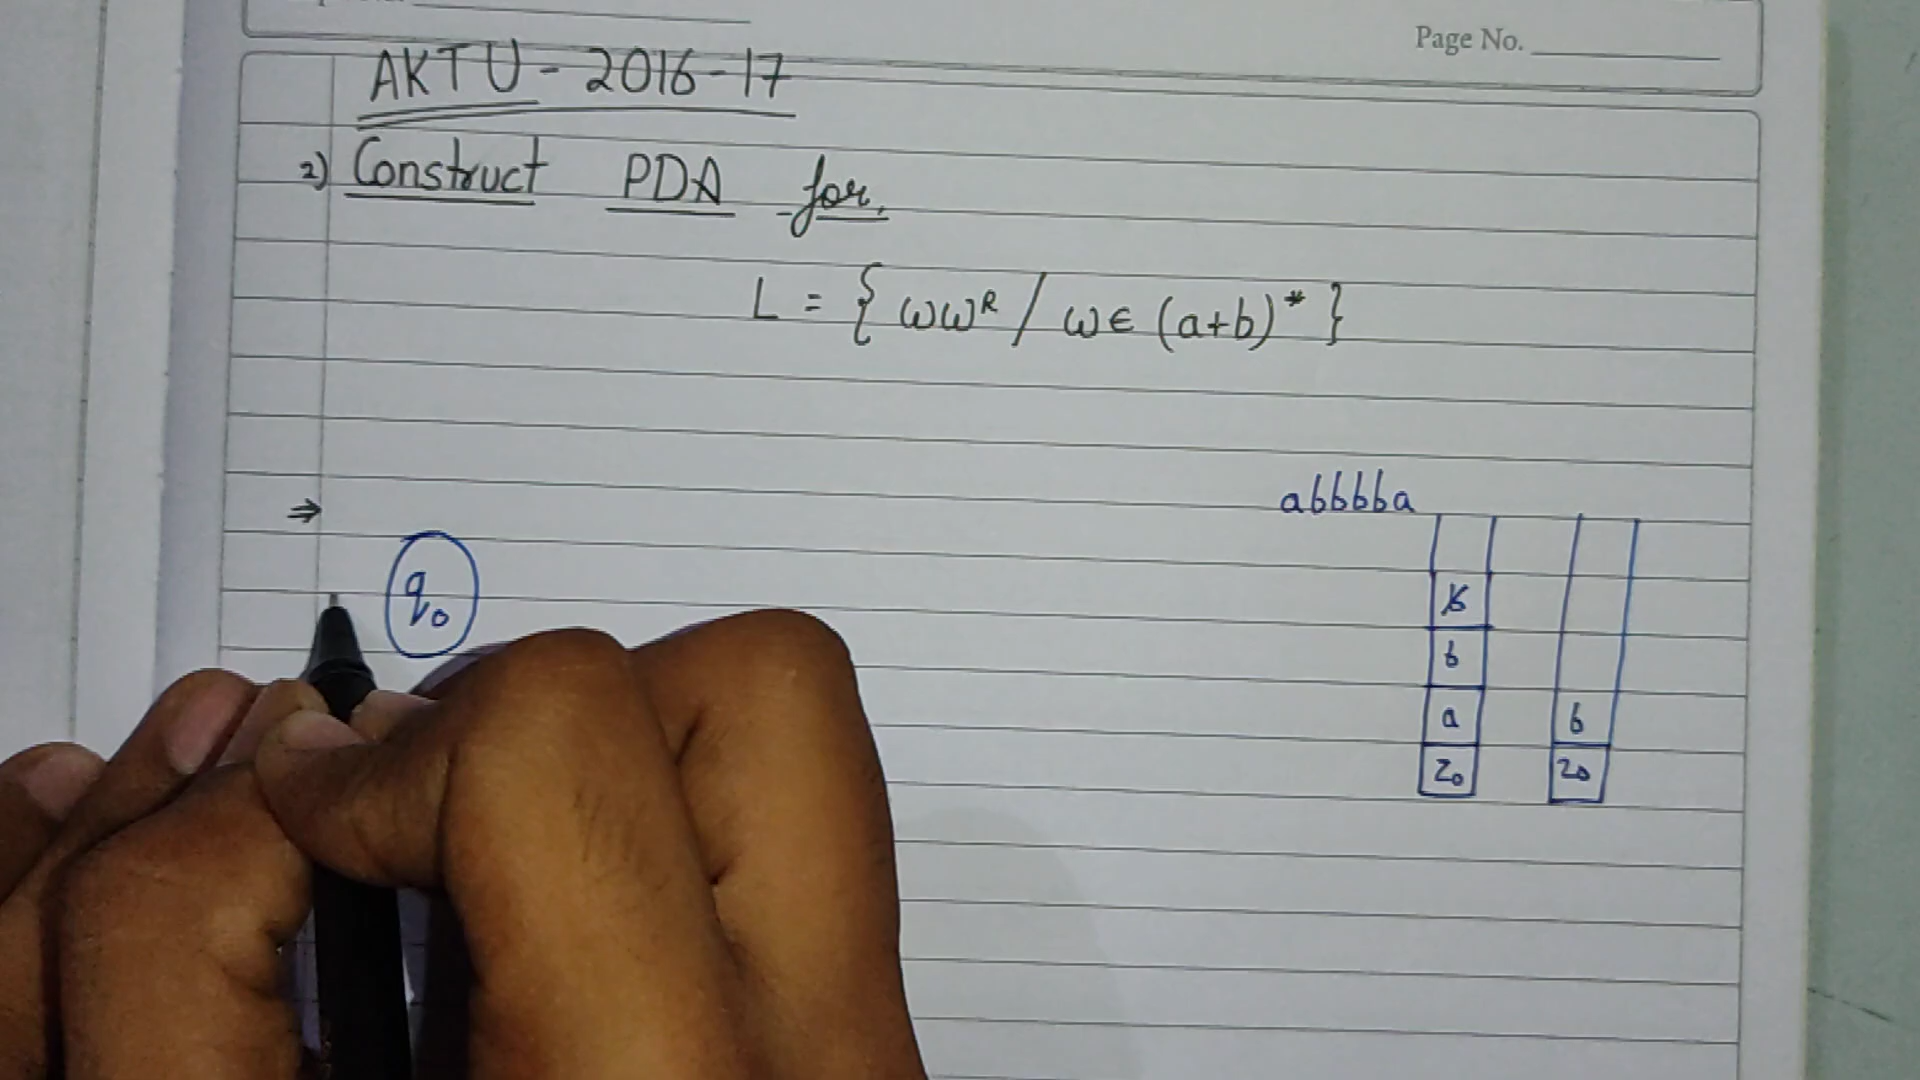 Page No.
AKTU - 2016-17
2) Construct PDA for,
L = { ωω^R / ω ∈ (a+b)* }
abbbba
⇒
q₀
b
b
a b
Z₀ Z₀